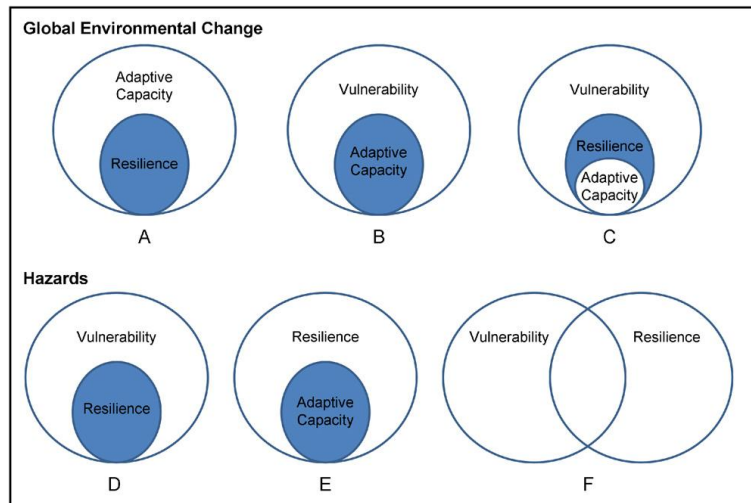 Global Environmental Change
Adaptive
Capacity
Resilience
A
Vulnerability
Adaptive
Capacity
B
Vulnerability
Resilience
Adaptive
Capacity
C
Hazards
Vulnerability
Resilience
D
Resilience
Adaptive
Capacity
E
Vulnerability
Resilience
F